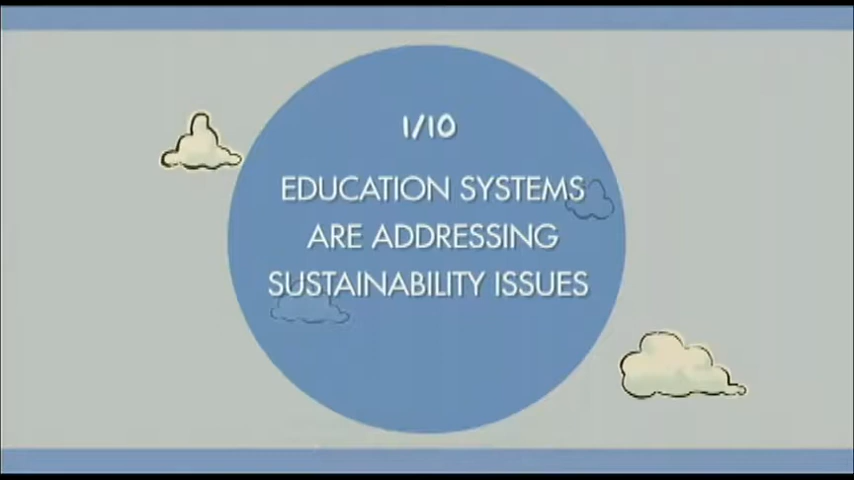 1/10
EDUCATION SYSTEMS
ARE ADDRESSING
SUSTAINABILITY ISSUES